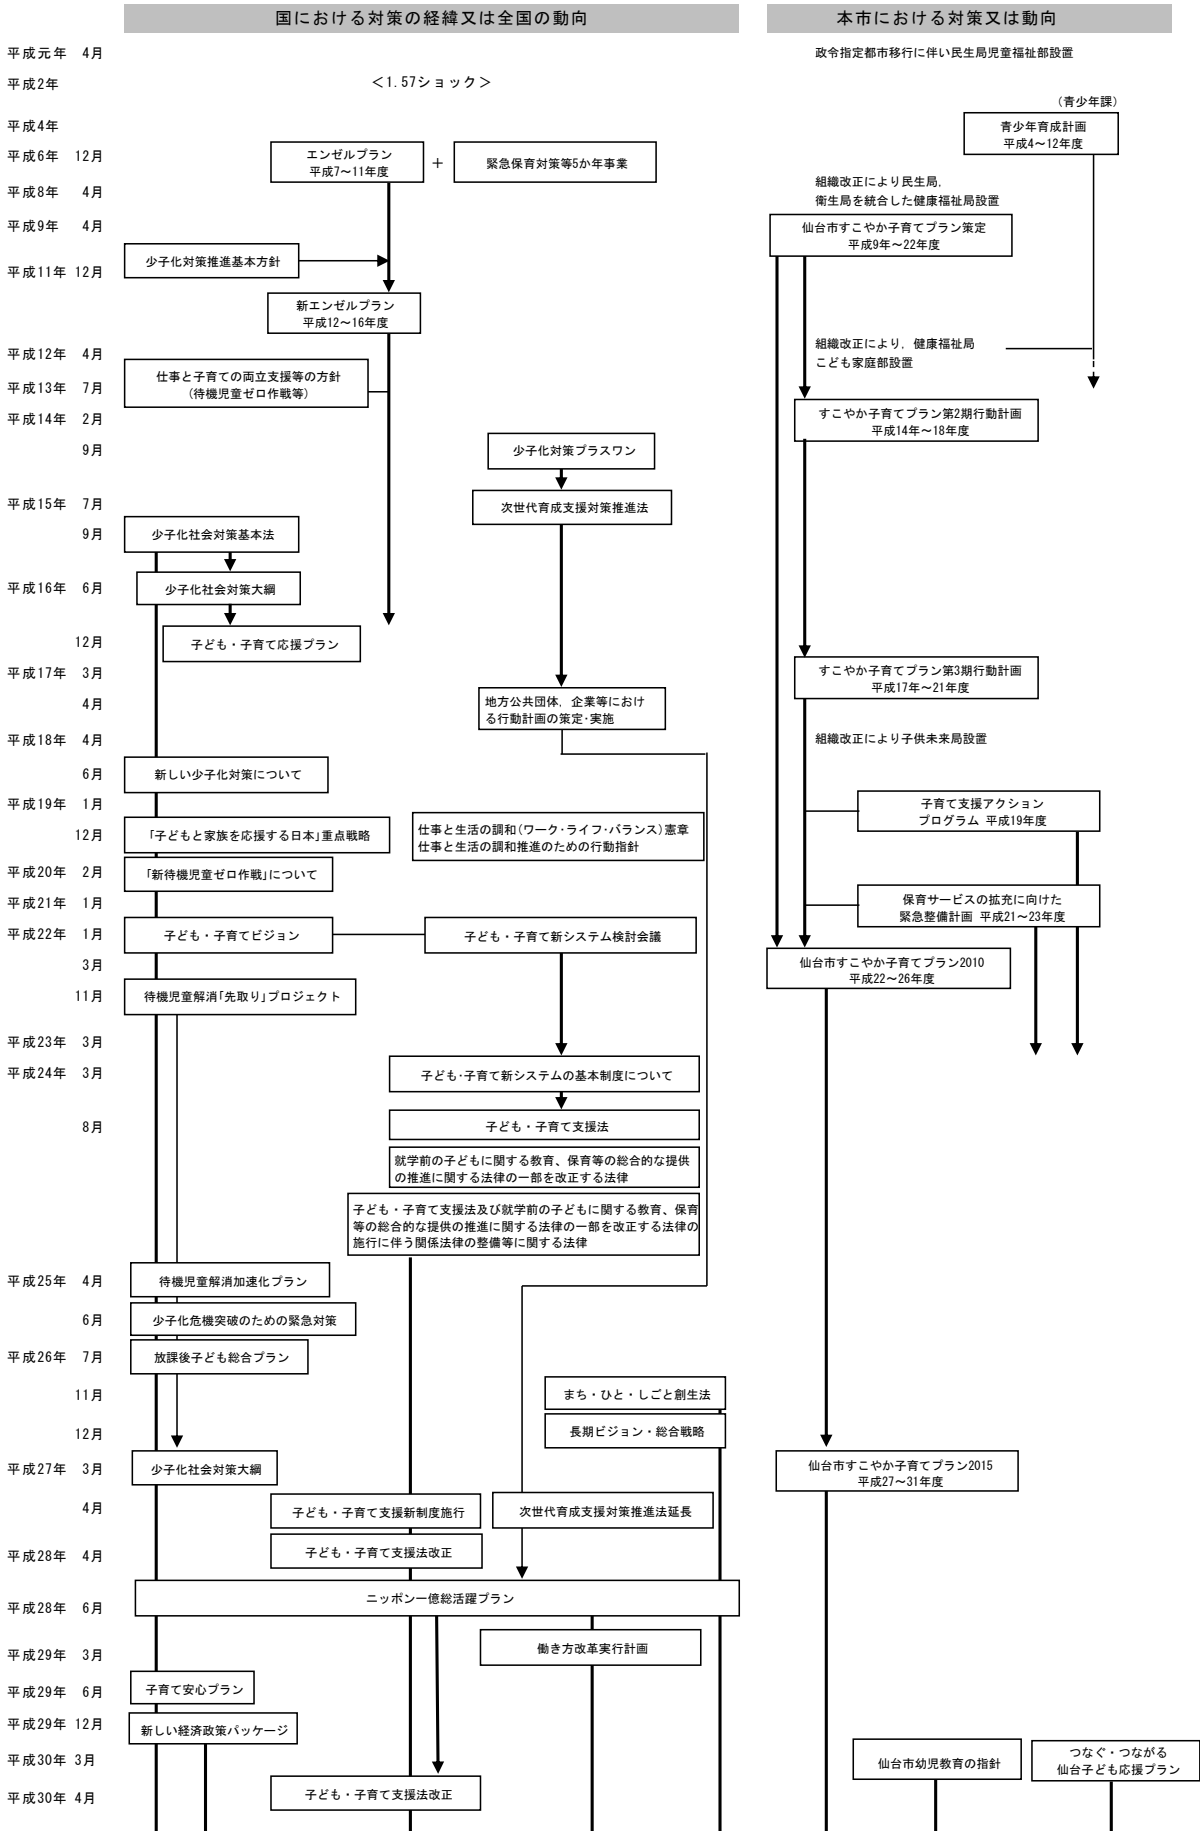 国における対策の経緯又は全国の動向
本市における対策又は動向
平成元年 4月
政令指定都市移行に伴い民生局児童福祉部設置
平成2年
＜1.57ショック＞
(青少年課)
平成4年
青少年育成計画
平成4～12年度
平成6年 12月
エンゼルプラン
平成7～11年度
+
緊急保育対策等5か年事業
平成8年 4月
組織改正により民生局,
衛生局を統合した健康福祉局設置
平成9年 4月
仙台市すこやか子育てプラン策定
平成9年～22年度
少子化対策推進基本方針
平成11年 12月
新エンゼルプラン
平成12～16年度
平成12年 4月
組織改正により, 健康福祉局
こども家庭部設置
平成13年 7月
仕事と子育ての両立支援等の方針
(待機児童ゼロ作戦等)
平成14年 2月
すこやか子育てプラン第2期行動計画
平成14年～18年度
9月
少子化対策プラスワン
平成15年 7月
次世代育成支援対策推進法
9月
少子化社会対策基本法
平成16年 6月
少子化社会対策大綱
12月
子ども・子育て応援プラン
平成17年 3月
すこやか子育てプラン第3期行動計画
平成17年～21年度
4月
地方公共団体, 企業等におけ
る行動計画の策定･実施
平成18年 4月
組織改正により子供未来局設置
6月
新しい少子化対策について
平成19年 1月
子育て支援アクション
プログラム 平成19年度
12月
「子どもと家族を応援する日本」重点戦略
仕事と生活の調和(ワーク･ライフ･バランス)憲章
仕事と生活の調和推進のための行動指針
平成20年 2月
「新待機児童ゼロ作戦」について
平成21年 1月
保育サービスの拡充に向けた
緊急整備計画 平成21～23年度
平成22年 1月
子ども・子育てビジョン
子ども・子育て新システム検討会議
3月
仙台市すこやか子育てプラン2010
平成22～26年度
11月
待機児童解消「先取り」プロジェクト
平成23年 3月
平成24年 3月
子ども･子育て新システムの基本制度について
8月
子ども・子育て支援法
就学前の子どもに関する教育、保育等の総合的な提供
の推進に関する法律の一部を改正する法律
子ども・子育て支援法及び就学前の子どもに関する教育、保育
等の総合的な提供の推進に関する法律の一部を改正する法律の
施行に伴う関係法律の整備等に関する法律
平成25年 4月
待機児童解消加速化プラン
6月
少子化危機突破のための緊急対策
平成26年 7月
放課後子ども総合プラン
11月
まち・ひと・しごと創生法
12月
長期ビジョン・総合戦略
平成27年 3月
少子化社会対策大綱
仙台市すこやか子育てプラン2015
平成27～31年度
4月
子ども・子育て支援新制度施行
次世代育成支援対策推進法延長
平成28年 4月
子ども・子育て支援法改正
平成28年 6月
ニッポン一億総活躍プラン
平成29年 3月
働き方改革実行計画
平成29年 6月
子育て安心プラン
平成29年 12月
新しい経済政策パッケージ
平成30年 3月
仙台市幼児教育の指針
つなぐ・つながる
仙台子ども応援プラン
平成30年 4月
子ども・子育て支援法改正